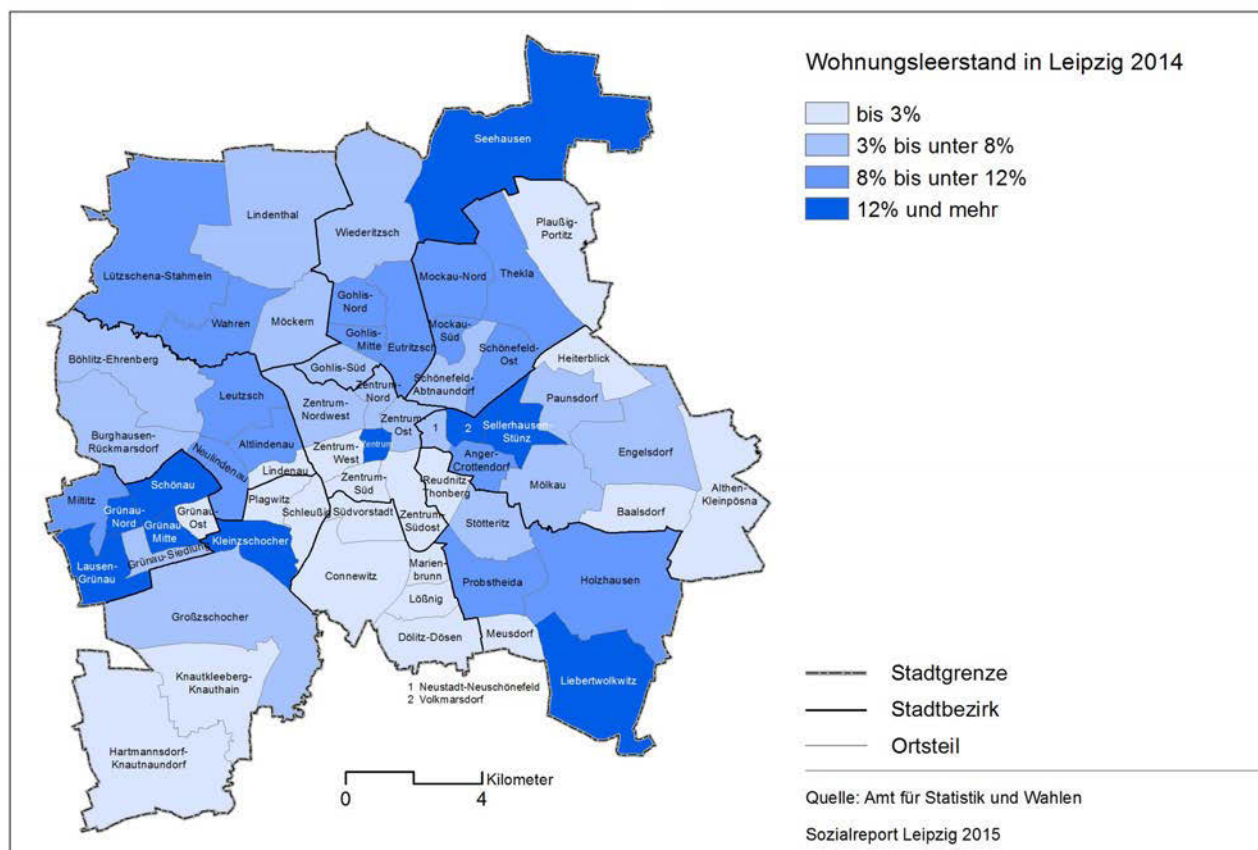 Wohnungsleerstand in Leipzig 2014
bis 3%
3% bis unter 8%
8% bis unter 12%
12% und mehr
Seehausen
Plaußig-
Portitz
Lindenthal
Wiederitzsch
Lützschena-Stahmeln
Mockau-Nord
Thekla
Gohlis-
Nord
Wahren
Möckern
Gohlis-
Mitte
Eutritzsch
Mockau-
Süd
Schönefeld-
Ost
Böhlitz-Ehrenberg
Gohlis-Süd
Heiterblick
Schönefeld-
Abtnaundorf
Zentrum-
Nord
Leutzsch
Zentrum-
Nordwest
Paunsdorf
Zentrum-
Ost
1
2
Sellerhausen-
Stünz
Burghausen-
Rückmarsdorf
Altlindenau
Neulindenau
Zentrum-
West
Zentrum
Engelsdorf
Anger-
Crottendorf
Lindenau
Schönau
Zentrum-
Süd
Reudnitz-
Thonberg
Mölkau
Althen-
Kleinpösna
Miltitz
Grünau-
Nord
Grünau-
Ost
Plagwitz
Schleußig
Südvorstadt
Zentrum-
Südost
Baalsdorf
Grünau-
Mitte
Stötteritz
Kleinzschocher
Grünau-Siedlung
Lausen-
Grünau
Connewitz
Marien-
brunn
Probstheida
Holzhausen
Lößnig
Großzschocher
Dölitz-Dösen
Meusdorf
Knautkleeberg-
Knauthain
Liebertwolkwitz
1 Neustadt-Neuschönefeld
2 Volkmarsdorf
Hartmannsdorf-
Knautnaundorf
Kilometer
0 4
Stadtgrenze
Stadtbezirk
Ortsteil
Quelle: Amt für Statistik und Wahlen
Sozialreport Leipzig 2015